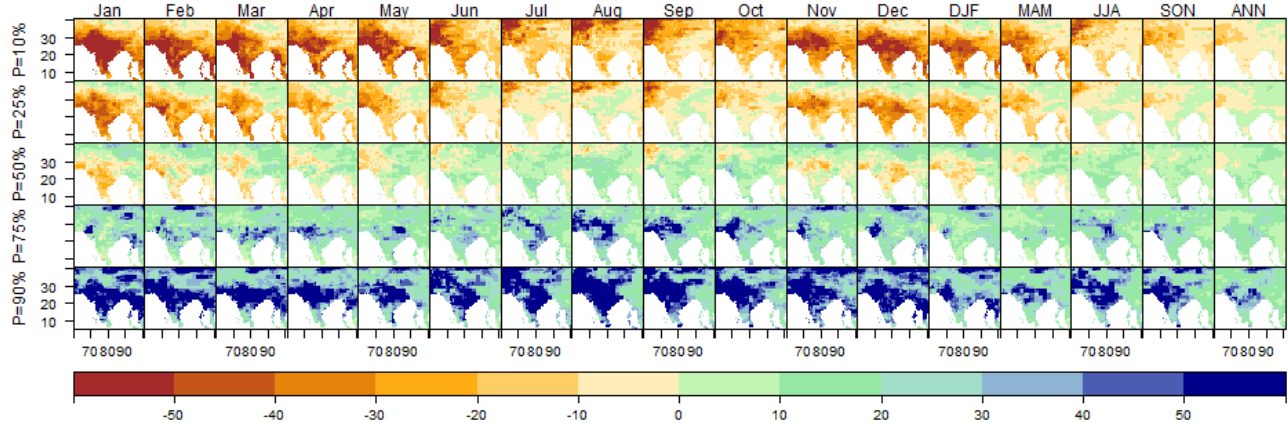 Jan Feb Mar Apr May Jun Jul Aug Sep Oct Nov Dec DJF MAM JJA SON ANN
P=10% 30 20 10
P=25%
P=50% 30 20 10
P=75%
P=90% 30 20 10
708090 708090 708090 708090 708090 708090 708090 708090
-50 -40 -30 -20 -10 0 10 20 30 40 50